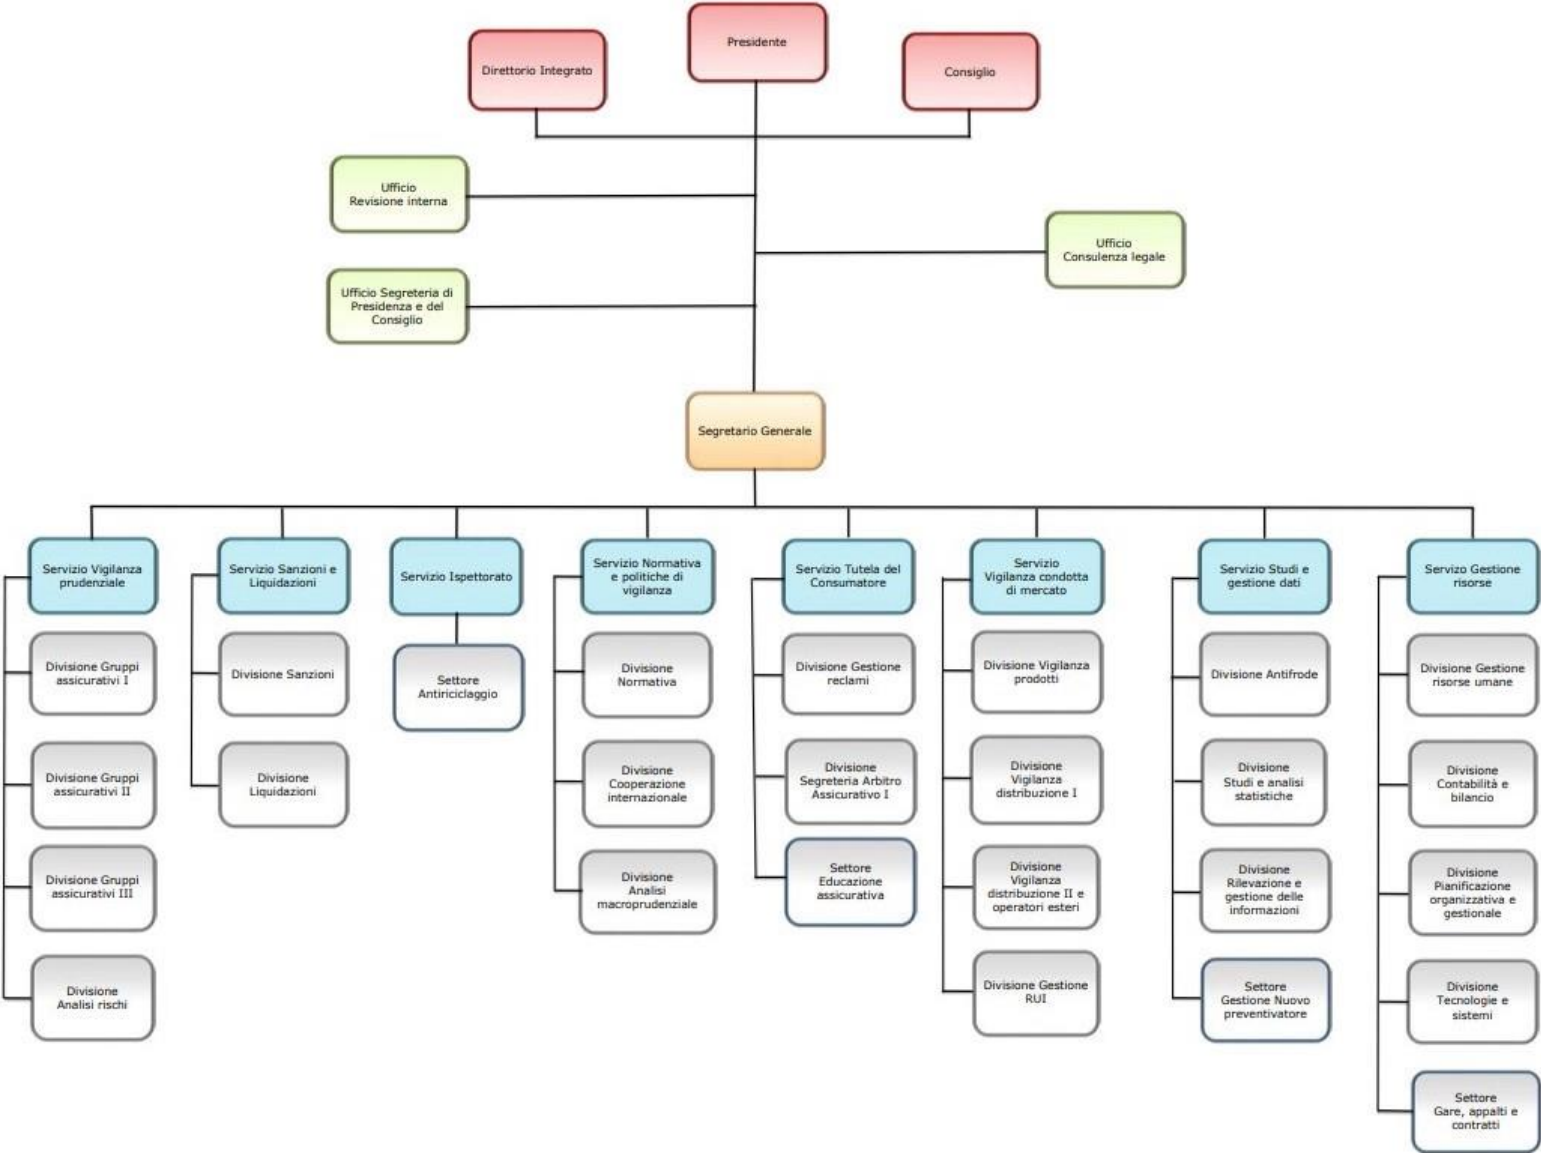 Presidente
Direttorio Integrato
Consiglio
Ufficio
Revisione interna
Ufficio
Consulenza legale
Ufficio Segreteria di
Presidenza e del
Consiglio
Segretario Generale
Servizio Vigilanza
prudenziale
Divisione Gruppi
assicurativi I
Divisione Gruppi
assicurativi II
Divisione Gruppi
assicurativi III
Divisione
Analisi rischi
Servizio Sanzioni e
Liquidazioni
Divisione Sanzioni
Divisione
Liquidazioni
Servizio Ispettorato
Settore
Antiriciclaggio
Servizio Normativa
e politiche di
vigilanza
Divisione
Normativa
Divisione
Cooperazione
internazionale
Divisione
Analisi
macroprudenziale
Servizio Tutela del
Consumatore
Divisione Gestione
reclami
Divisione
Segreteria Arbitro
Assicurativo I
Settore
Educazione
assicurativa
Servizio
Vigilanza condotta
di mercato
Divisione Vigilanza
prodotti
Divisione
Vigilanza
distribuzione I
Divisione
Vigilanza
distribuzione II e
operatori esteri
Divisione Gestione
RUI
Servizio Studi e
gestione dati
Divisione Antifrode
Divisione
Studi e analisi
statistiche
Divisione
Rilevazione e
gestione delle
informazioni
Settore
Gestione Nuovo
preventivatore
Servizo Gestione
risorse
Divisione Gestione
risorse umane
Divisione
Contabilità e
bilancio
Divisione
Pianificazione
organizzativa e
gestionale
Divisione
Tecnologie e
sistemi
Settore
Gare, appalti e
contratti